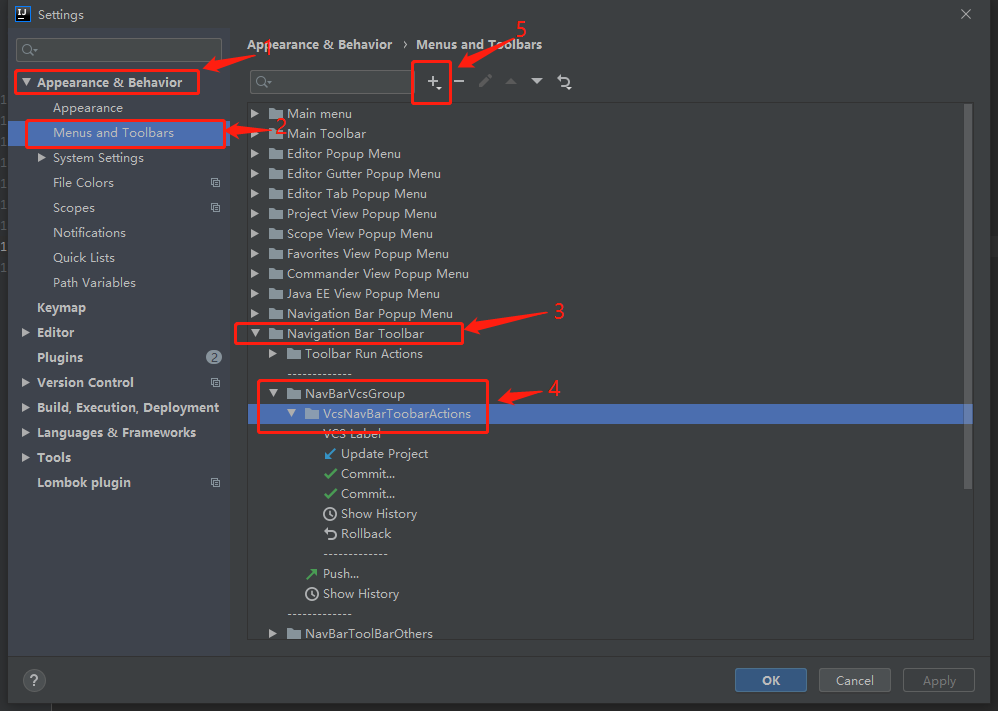 Settings
Appearance & Behavior › Menus and Toolbars
5
1
Appearance & Behavior
Appearance
Menus and Toolbars
2
System Settings
File Colors
Scopes
Notifications
Quick Lists
Path Variables
Keymap
Editor
Plugins 2
Version Control
Build, Execution, Deployment
Languages & Frameworks
Tools
Lombok plugin
Main menu
Main Toolbar
Editor Popup Menu
Editor Gutter Popup Menu
Editor Tab Popup Menu
Project View Popup Menu
Scope View Popup Menu
Favorites View Popup Menu
Commander View Popup Menu
Java EE View Popup Menu
Navigation Bar Popup Menu
3
Navigation Bar Toolbar
Toolbar Run Actions
-------------
4
NavBarVcsGroup
VcsNavBarToobarActions
VCS Label
Update Project
Commit...
Commit...
Show History
Rollback
-------------
Push...
Show History
-------------
NavBarToolBarOthers
?
OK
Cancel
Apply